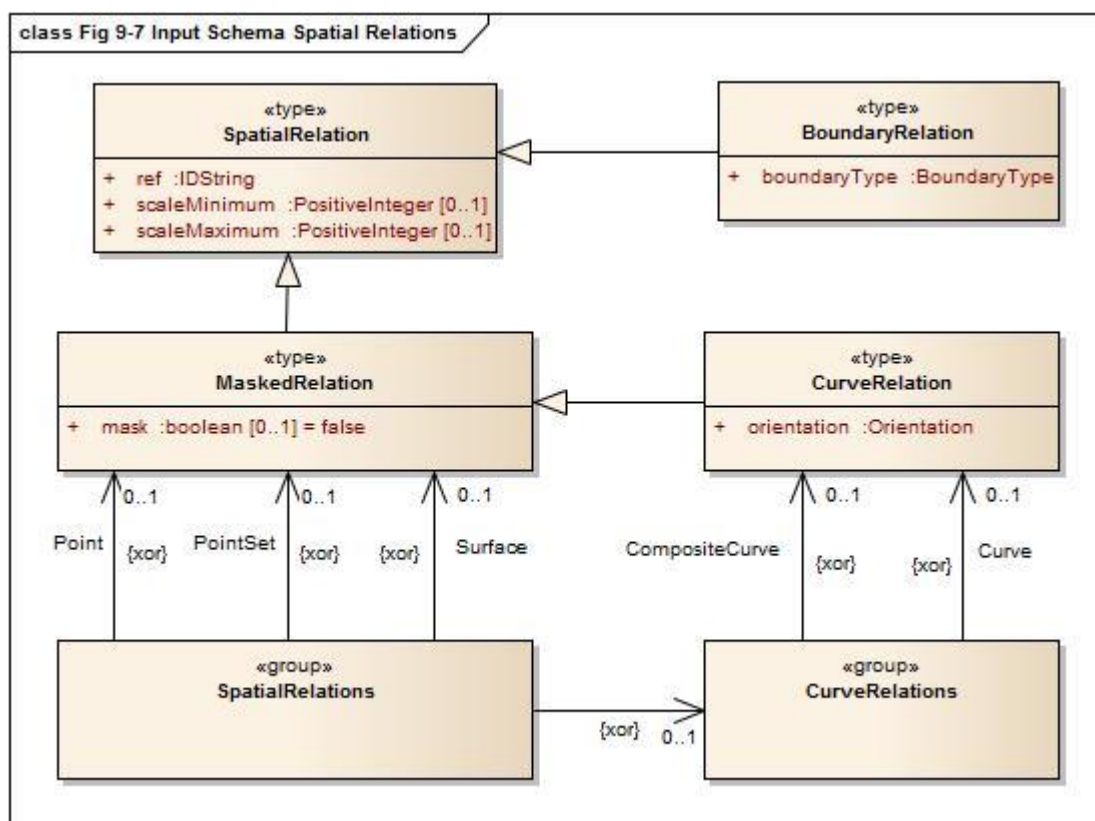 class Fig 9-7 Input Schema Spatial Relations
«type»
SpatialRelation
+ ref :IDString
+ scaleMinimum :PositiveInteger [0..1]
+ scaleMaximum :PositiveInteger [0..1]
«type»
BoundaryRelation
+ boundaryType :BoundaryType
«type»
MaskedRelation
+ mask :boolean [0..1] = false
«type»
CurveRelation
+ orientation :Orientation
0..1
0..1
0..1
0..1
0..1
Point
{xor}
PointSet
{xor}
{xor}
Surface
CompositeCurve
{xor}
{xor}
Curve
«group»
SpatialRelations
«group»
CurveRelations
{xor}
0..1